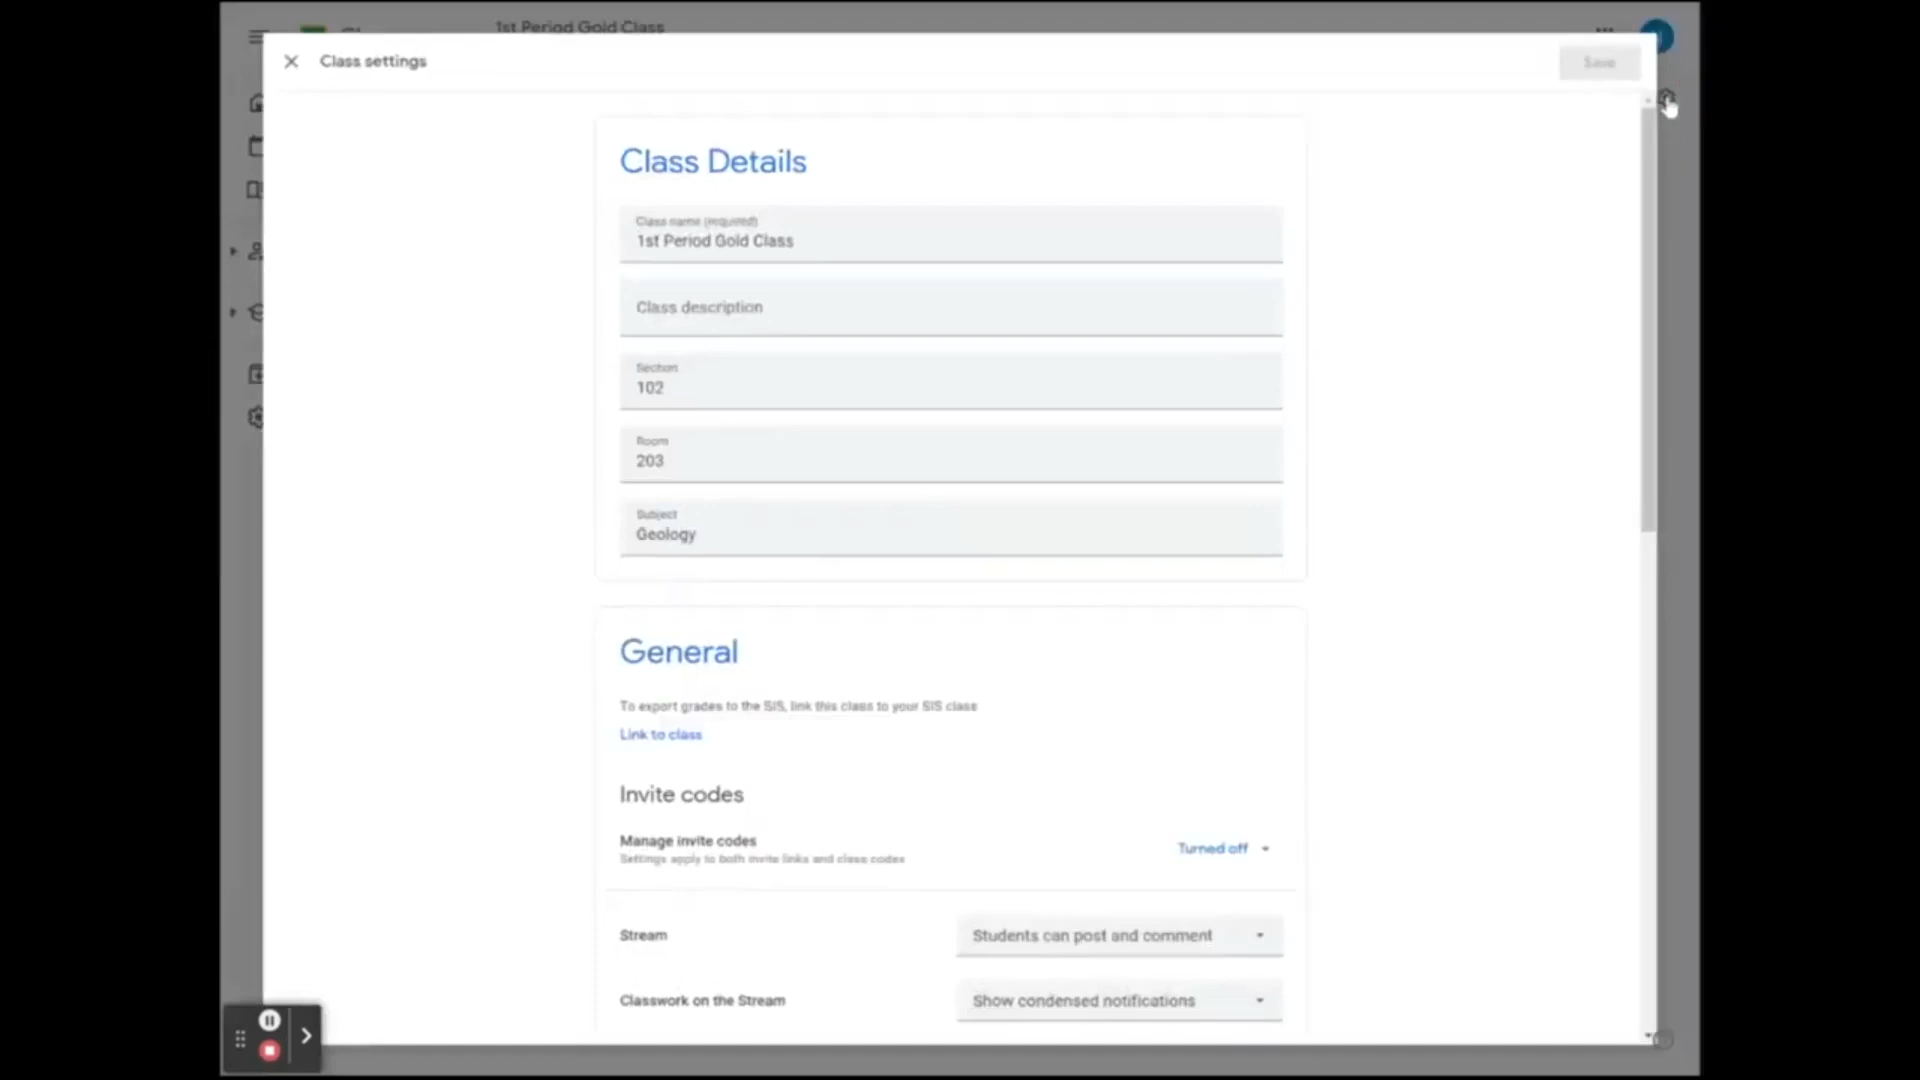 1st Period Gold Class
Class settings
Save
Class Details
Class name (required)
1st Period Gold Class
Class description
Section
102
Room
203
Subject
Geology
General
To export grades to the SIS, link this class to your SIS class
Link to class
Invite codes
Manage invite codes
Turned off
Settings apply to both invite links and class codes
Stream
Students can post and comment
Classwork on the Stream
Show condensed notifications